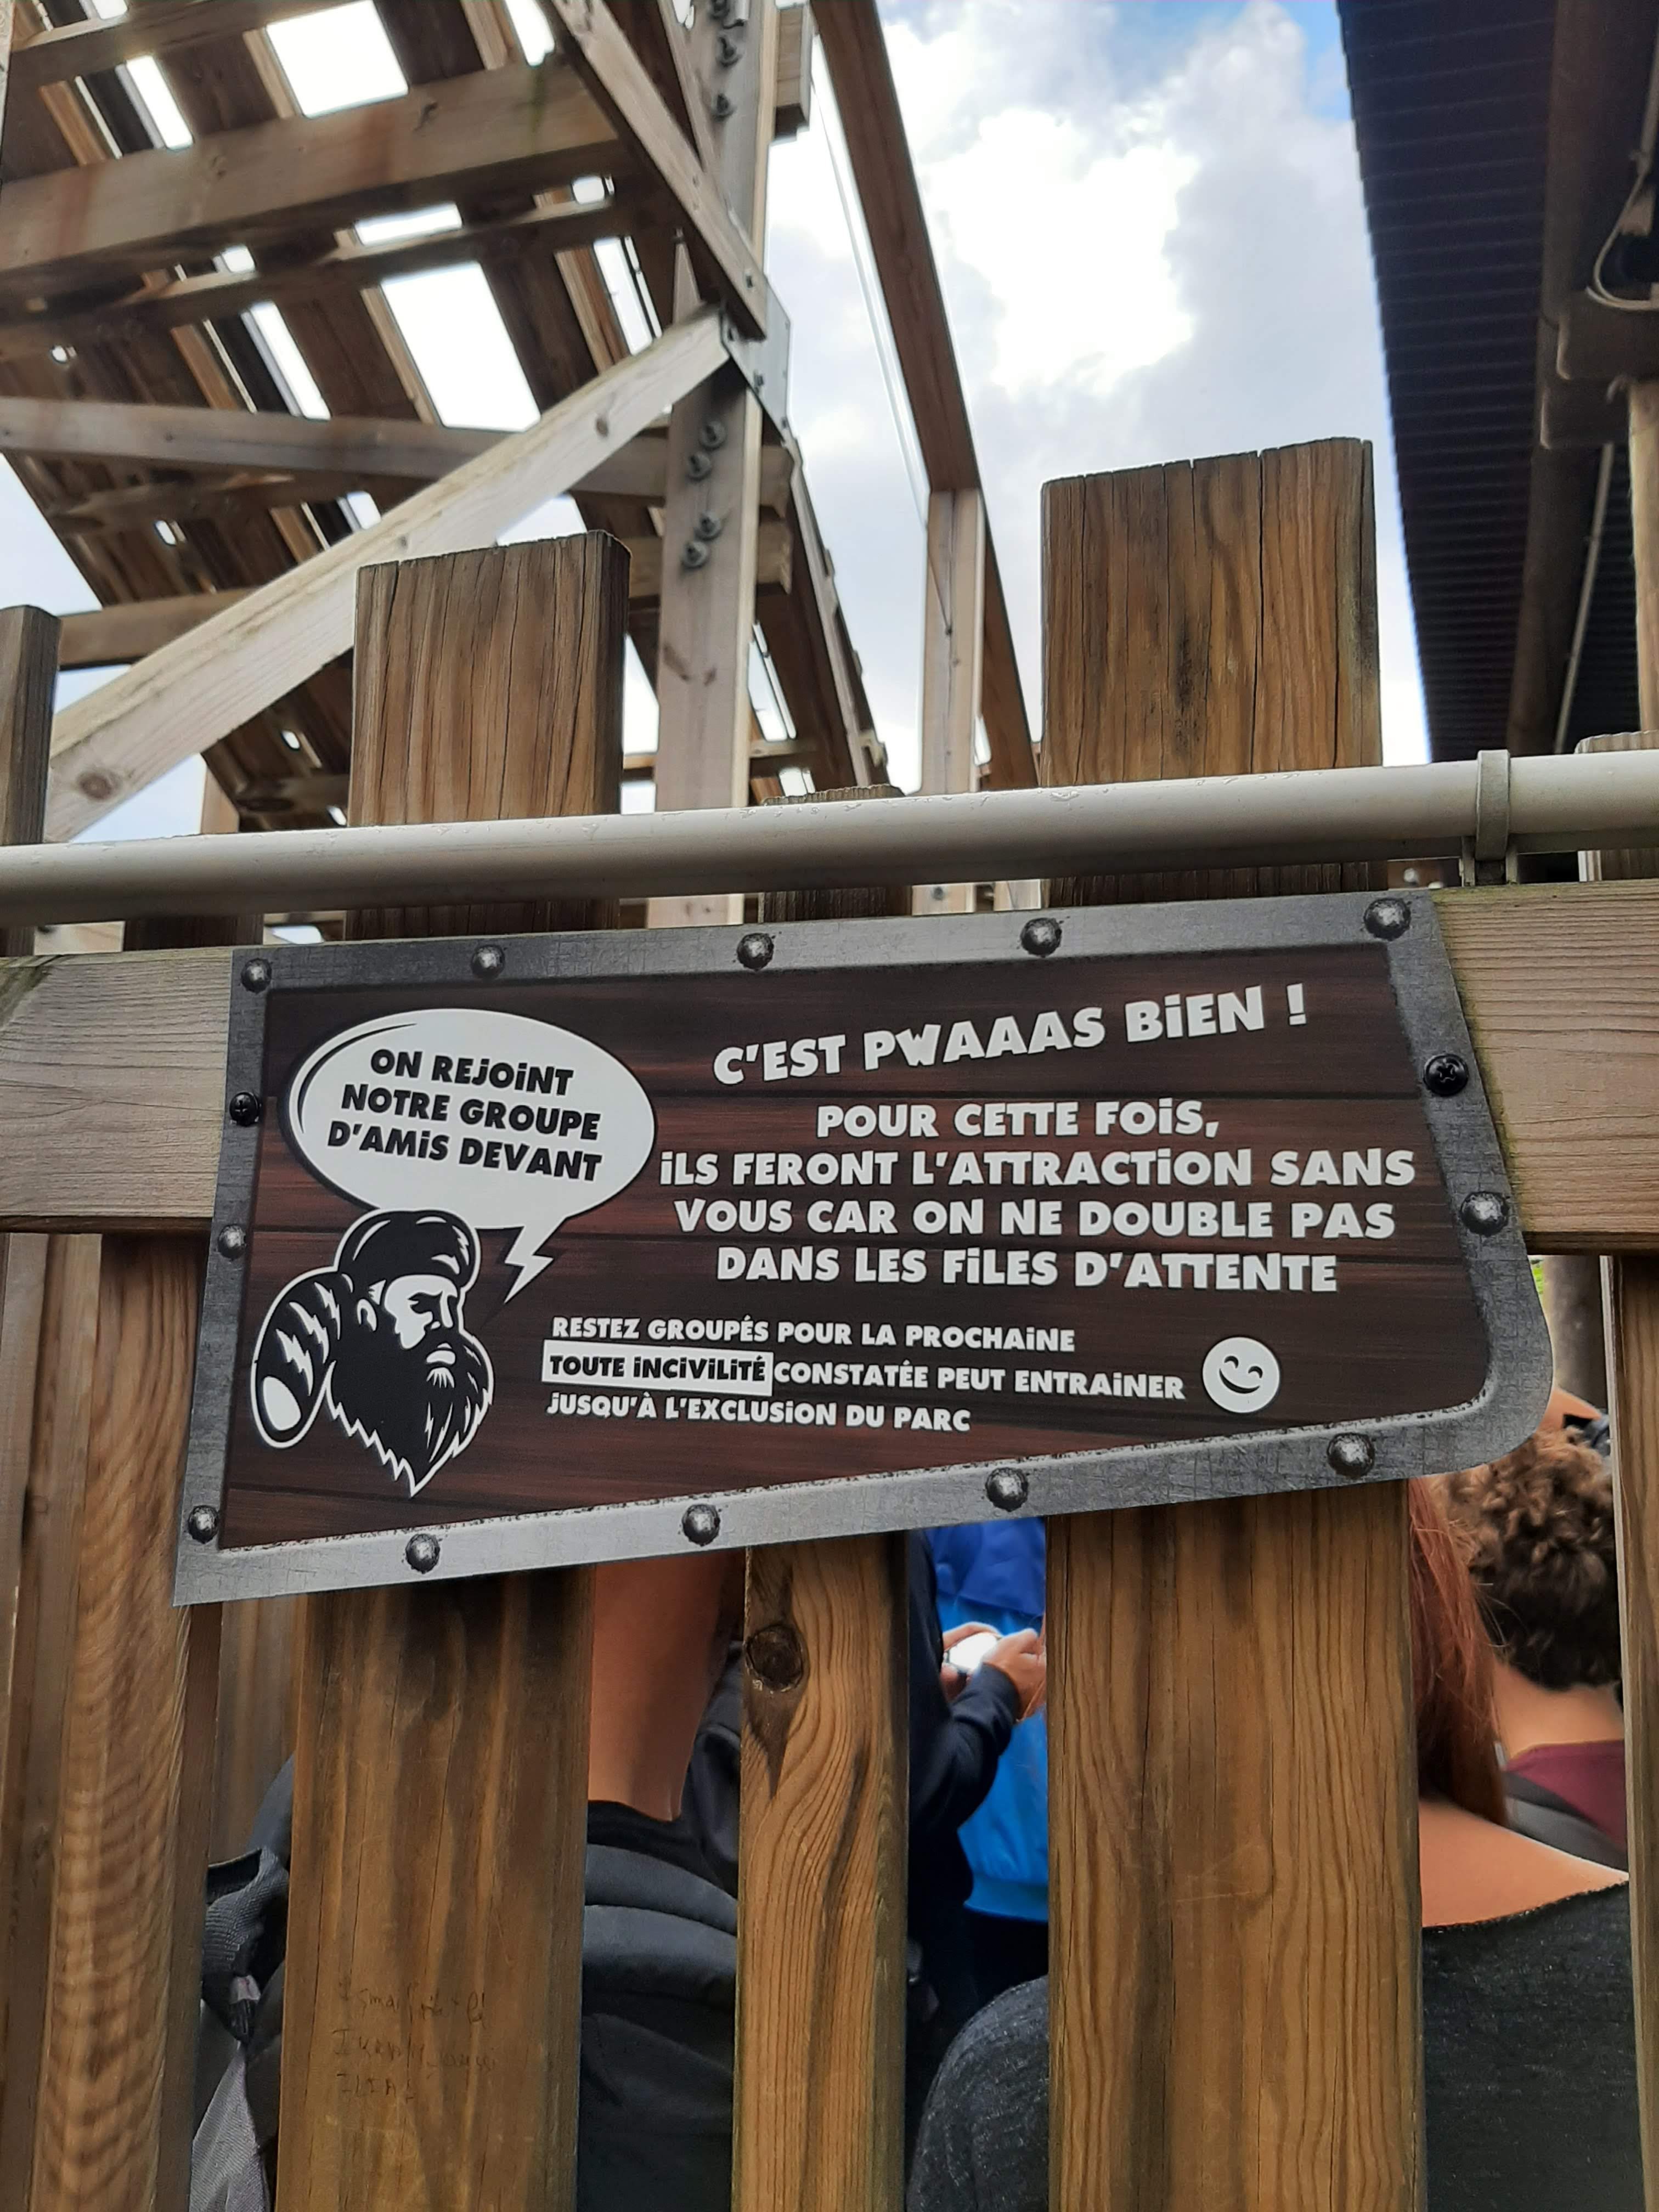 ON REJOINT
NOTRE GROUPE
D'AMIS DEVANT
C'EST PWAAAS BIEN !
POUR CETTE FOIS,
ILS FERONT L'ATTRACTION SANS
VOUS CAR ON NE DOUBLE PAS
DANS LES FILES D'ATTENTE
RESTEZ GROUPÉS POUR LA PROCHAINE
TOUTE INCIVILITÉ CONSTATÉE PEUT ENTRAINER
JUSQU'À L'EXCLUSION DU PARC